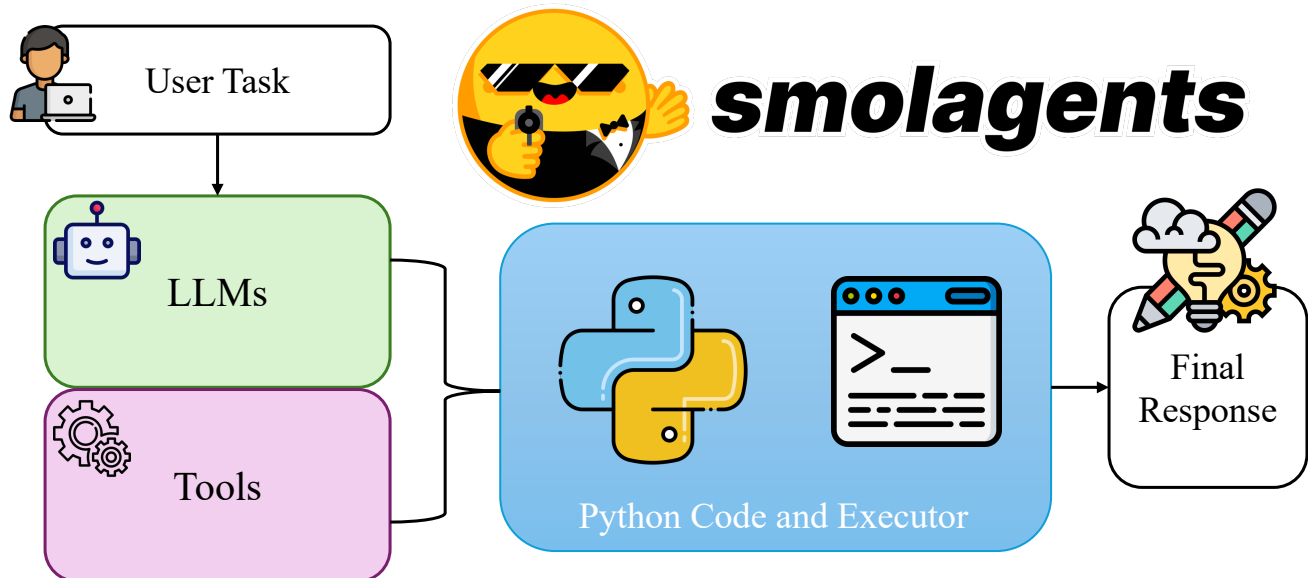 User Task
smolagents
LLMs
Tools
>_
Python Code and Executor
Final
Response